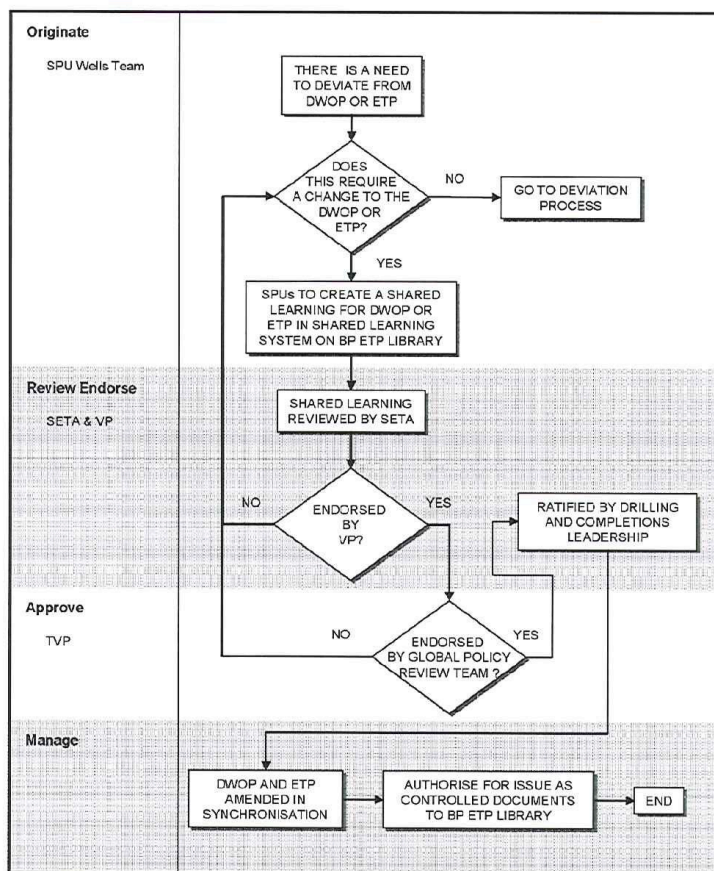 Originate
SPU Wells Team
THERE IS A NEED
TO DEVIATE FROM
DWOP OR ETP
DOES
THIS REQUIRE
A CHANGE TO THE
DWOP OR
ETP?
NO
GO TO DEVIATION
PROCESS
YES
SPUs TO CREATE A SHARED
LEARNING FOR DWOP OR
ETP IN SHARED LEARNING
SYSTEM ON BP ETP LIBRARY
Review Endorse
SETA & VP
SHARED LEARNING
REVIEWED BY SETA
NO
ENDORSED
BY
VP?
YES
RATIFIED BY DRILLING
AND COMPLETIONS
LEADERSHIP
Approve
TVP
NO
ENDORSED
BY GLOBAL POLICY
REVIEW TEAM ?
YES
Manage
DWOP AND ETP
AMENDED IN
SYNCHRONISATION
AUTHORISE FOR ISSUE AS
CONTROLLED DOCUMENTS
TO BP ETP LIBRARY
END